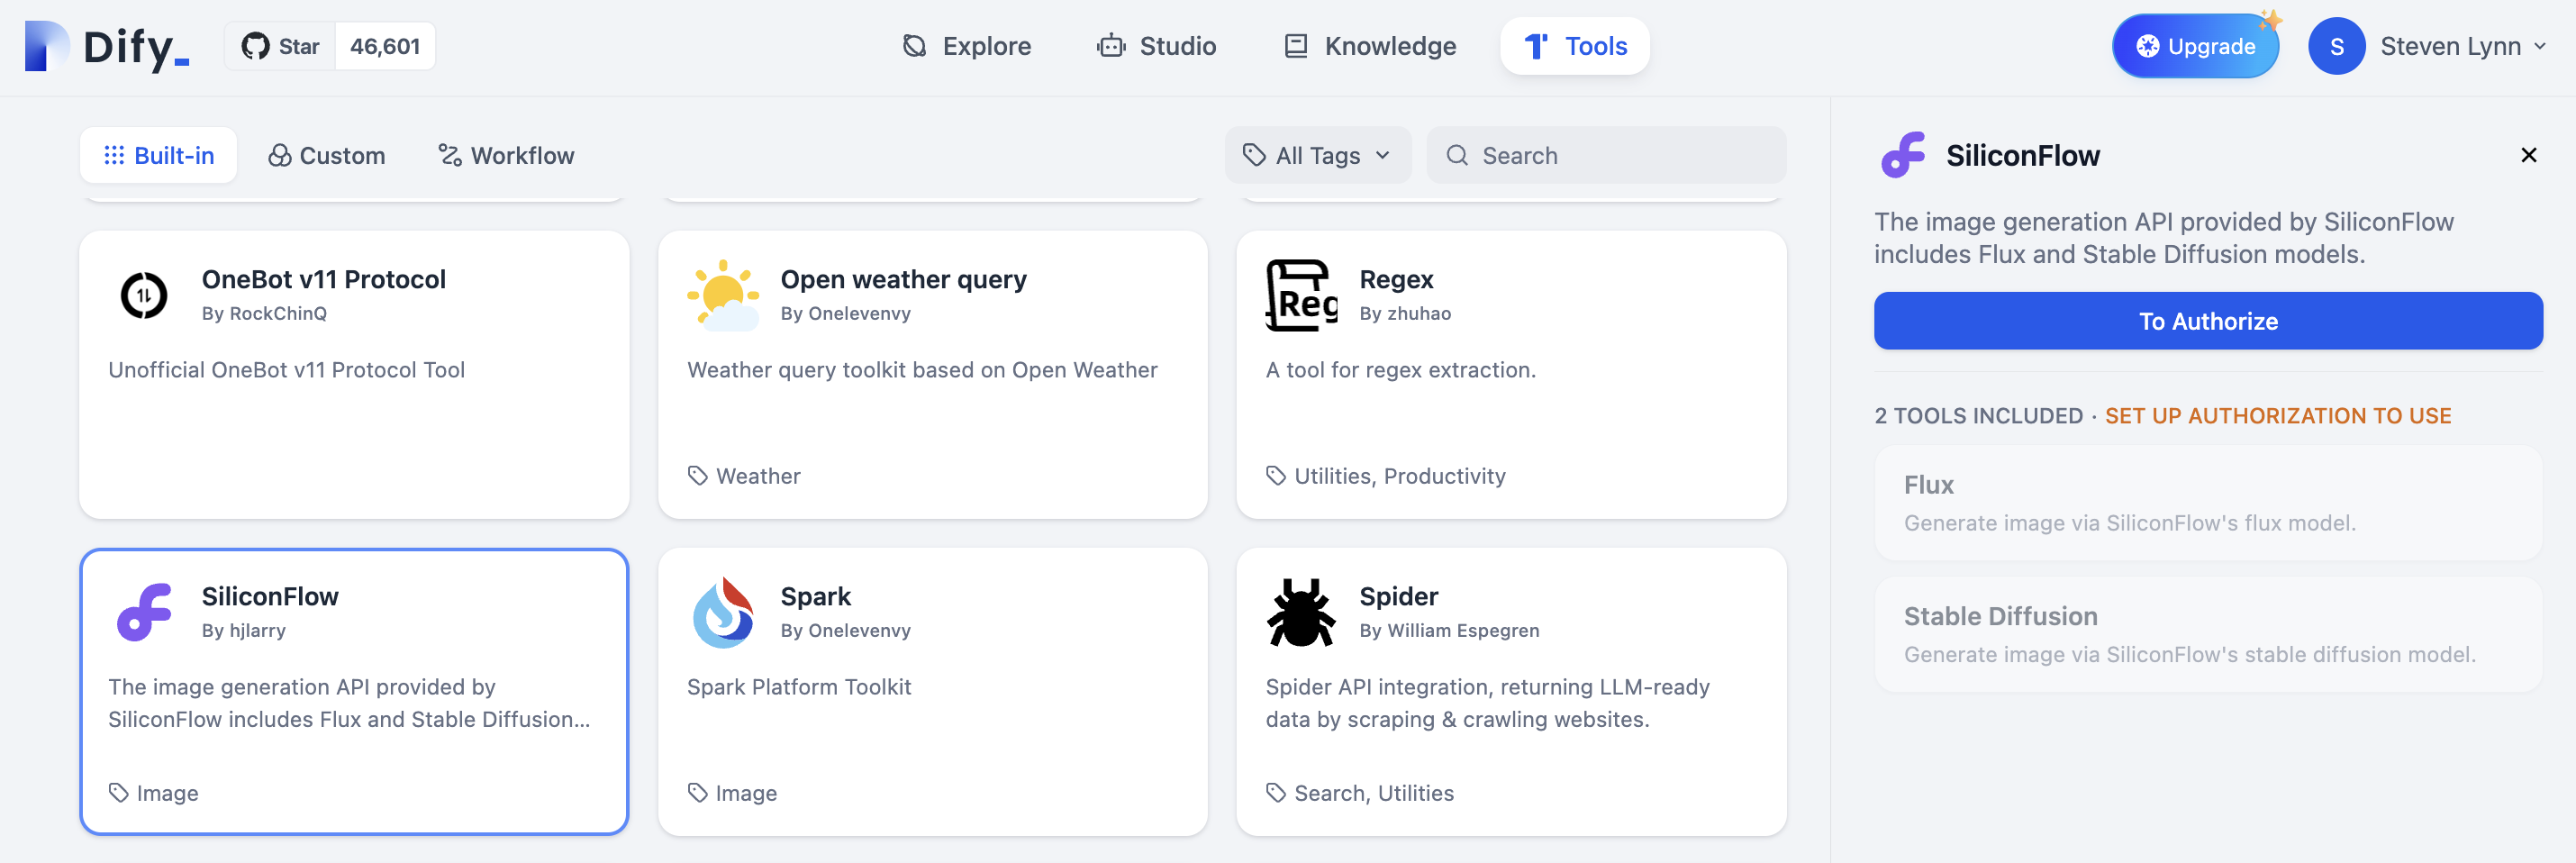 Dify_
Star 46,601
Explore
Studio
Knowledge
Tools
Upgrade
S Steven Lynn
Built-in
Custom
Workflow
All Tags
Search
OneBot v11 Protocol
By RockChinQ
Unofficial OneBot v11 Protocol Tool
Open weather query
By Onelevenvy
Weather query toolkit based on Open Weather
Weather
Reg
Regex
By zhuhao
A tool for regex extraction.
Utilities, Productivity
SiliconFlow
By hjlarry
The image generation API provided by
SiliconFlow includes Flux and Stable Diffusion...
Image
Spark
By Onelevenvy
Spark Platform Toolkit
Image
Spider
By William Espegren
Spider API integration, returning LLM-ready
data by scraping & crawling websites.
Search, Utilities
SiliconFlow
The image generation API provided by SiliconFlow
includes Flux and Stable Diffusion models.
To Authorize
2 TOOLS INCLUDED · SET UP AUTHORIZATION TO USE
Flux
Generate image via SiliconFlow's flux model.
Stable Diffusion
Generate image via SiliconFlow's stable diffusion model.